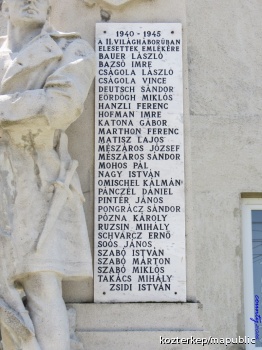 1940 - 1945
A II. VILÁGHÁBORÚBAN
ELESETTEK EMLÉKÉRE
BAUER LÁSZLÓ
BAZSÓ IMRE
CSÁGOLA LÁSZLÓ
CSÁGOLA VINCE
DEUTSCH SÁNDOR
EÖRDÖGH MIKLÓS
HANZLI FERENC
HOFMAN IMRE
KATONA GÁBOR
MARTHON FERENC
MATISZ LAJOS
MÉSZÁROS JÓZSEF
MÉSZÁROS SÁNDOR
MOHOS PÁL
NAGY ISTVÁN
OMISCHEL KÁLMÁN
PÁNCZÉL DÁNIEL
PINTÉR JÁNOS
PONGRÁCZ SÁNDOR
PÓZNA KÁROLY
RUZSIN MIHÁLY
SCHVARCZ ERNŐ
SOÓS JÁNOS
SZABÓ ISTVÁN
SZABÓ MÁRTON
SZABÓ MIKLÓS
TAKÁCS MIHÁLY
ZSIDI ISTVÁN
kozterkep/mapublic